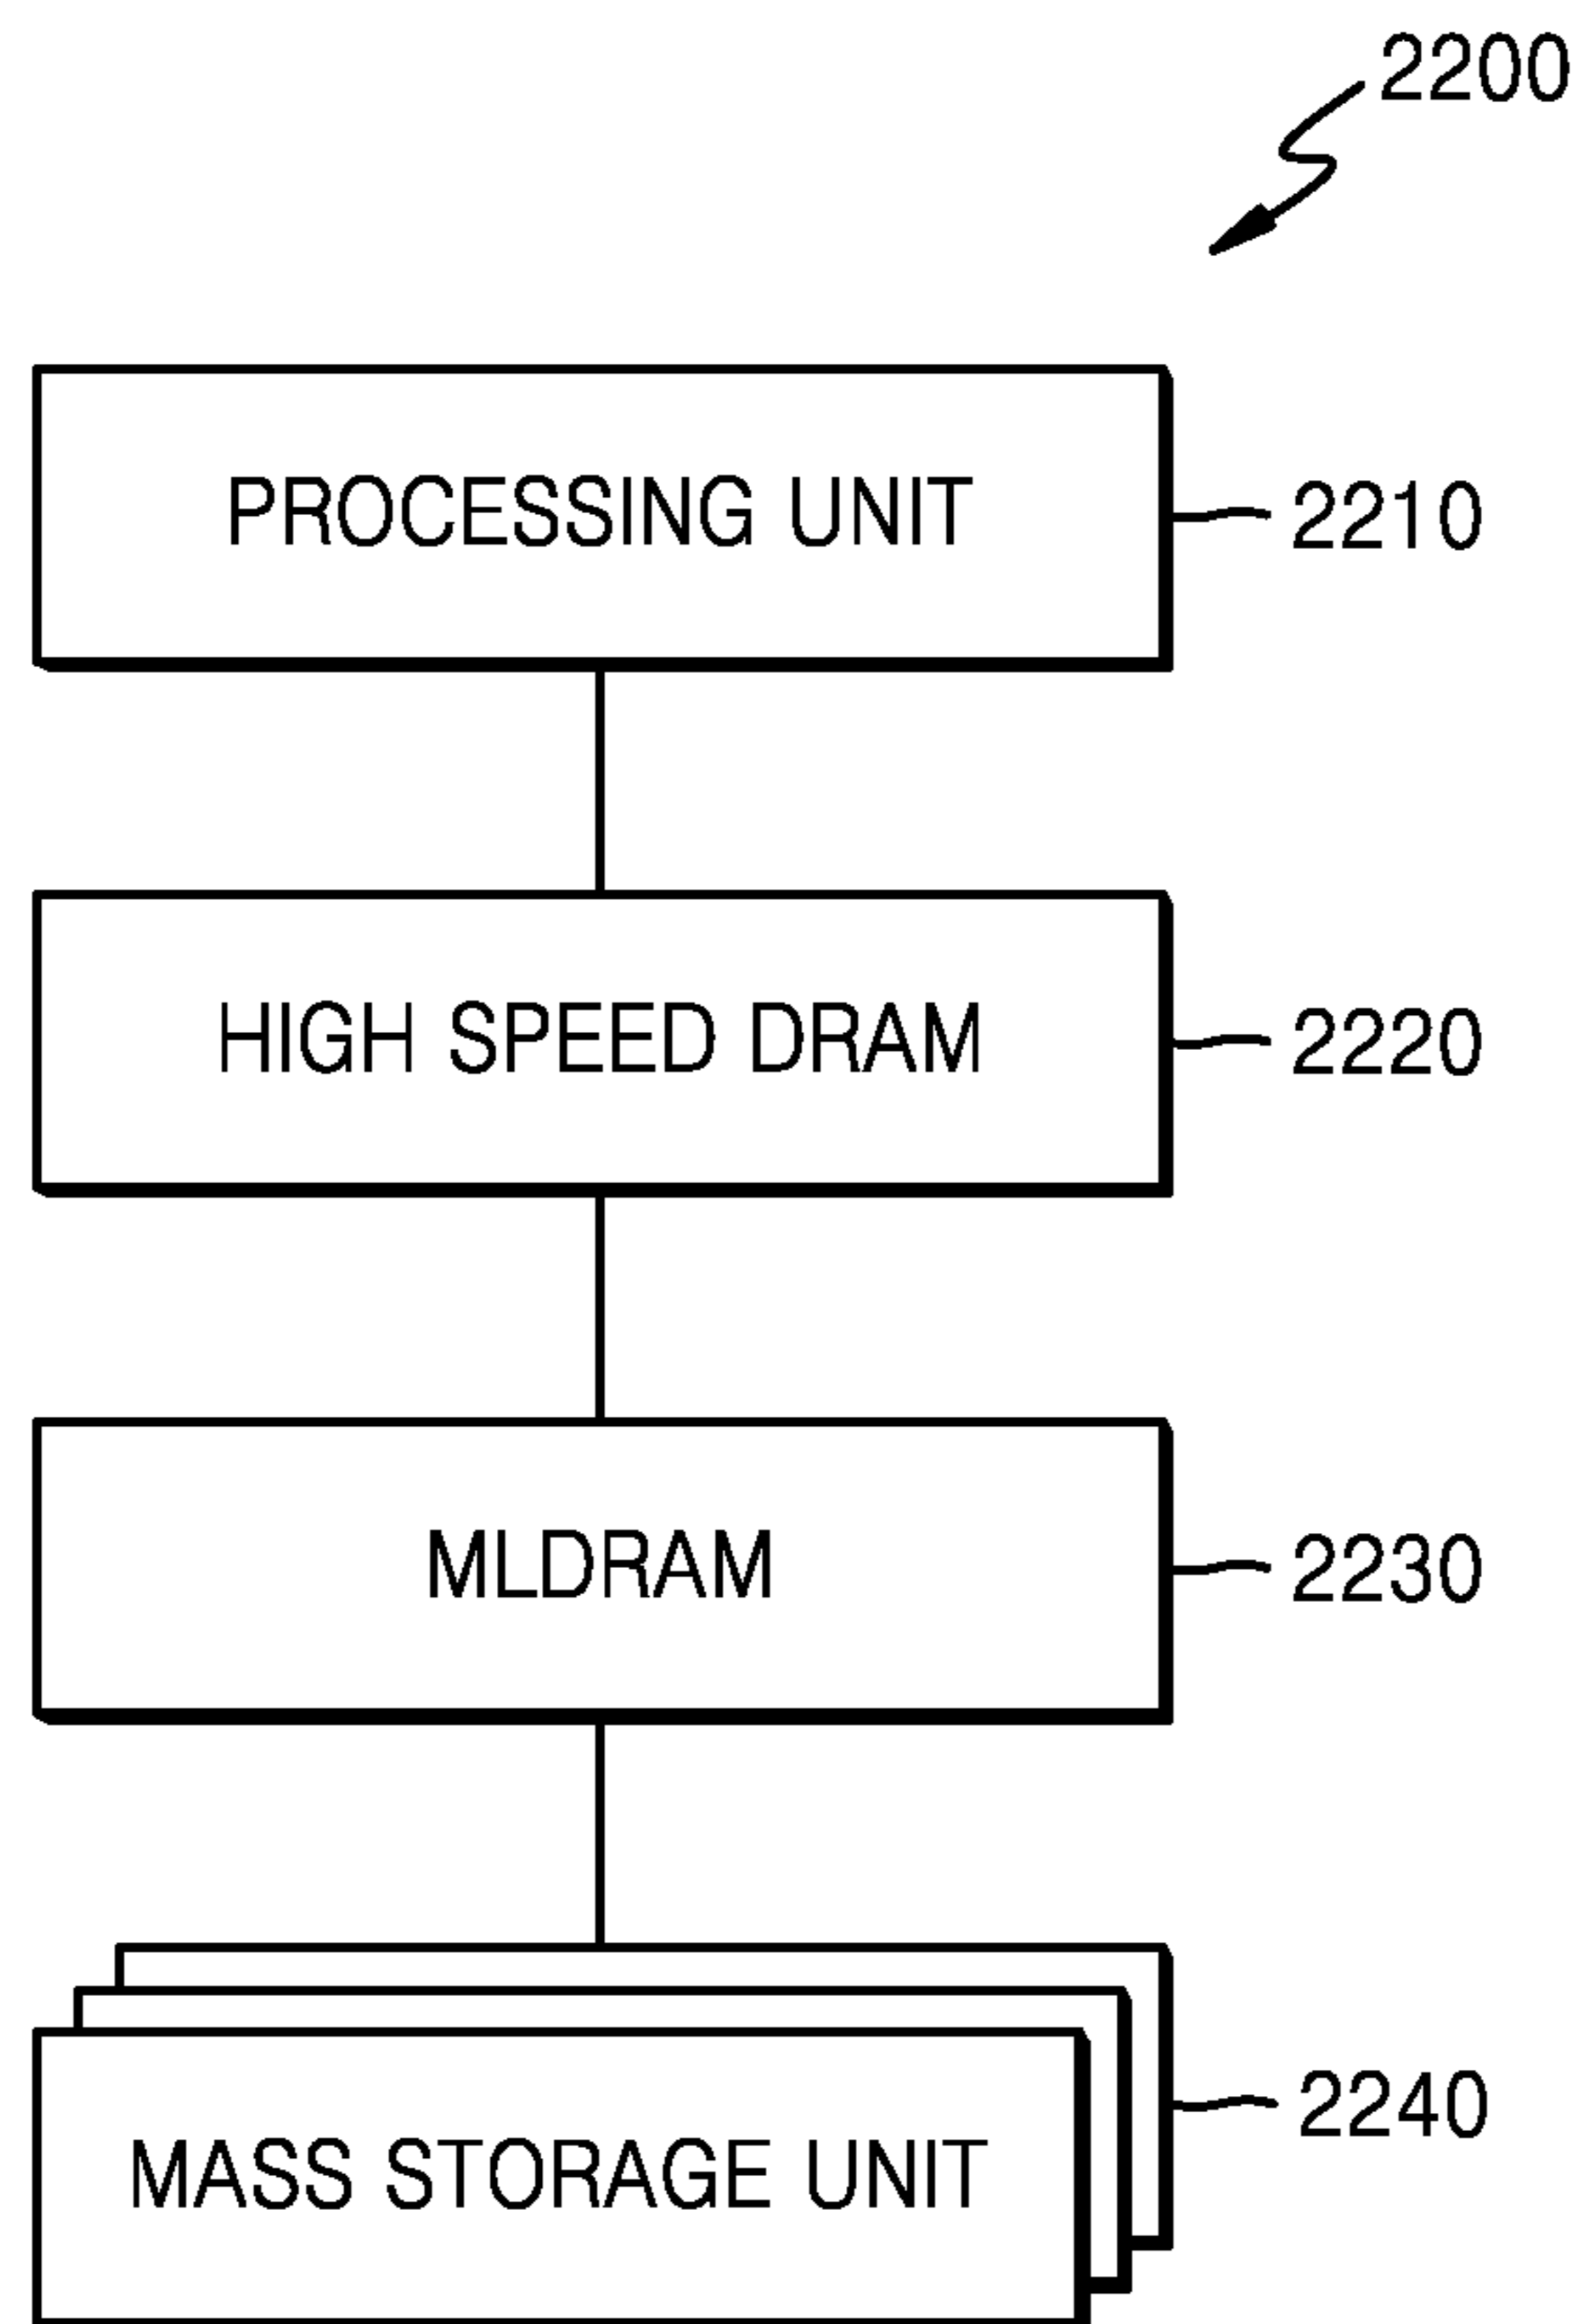 2200
PROCESSING UNIT
2210
HIGH SPEED DRAM
2220
MLDRAM
2230
2240
MASS STORAGE UNIT